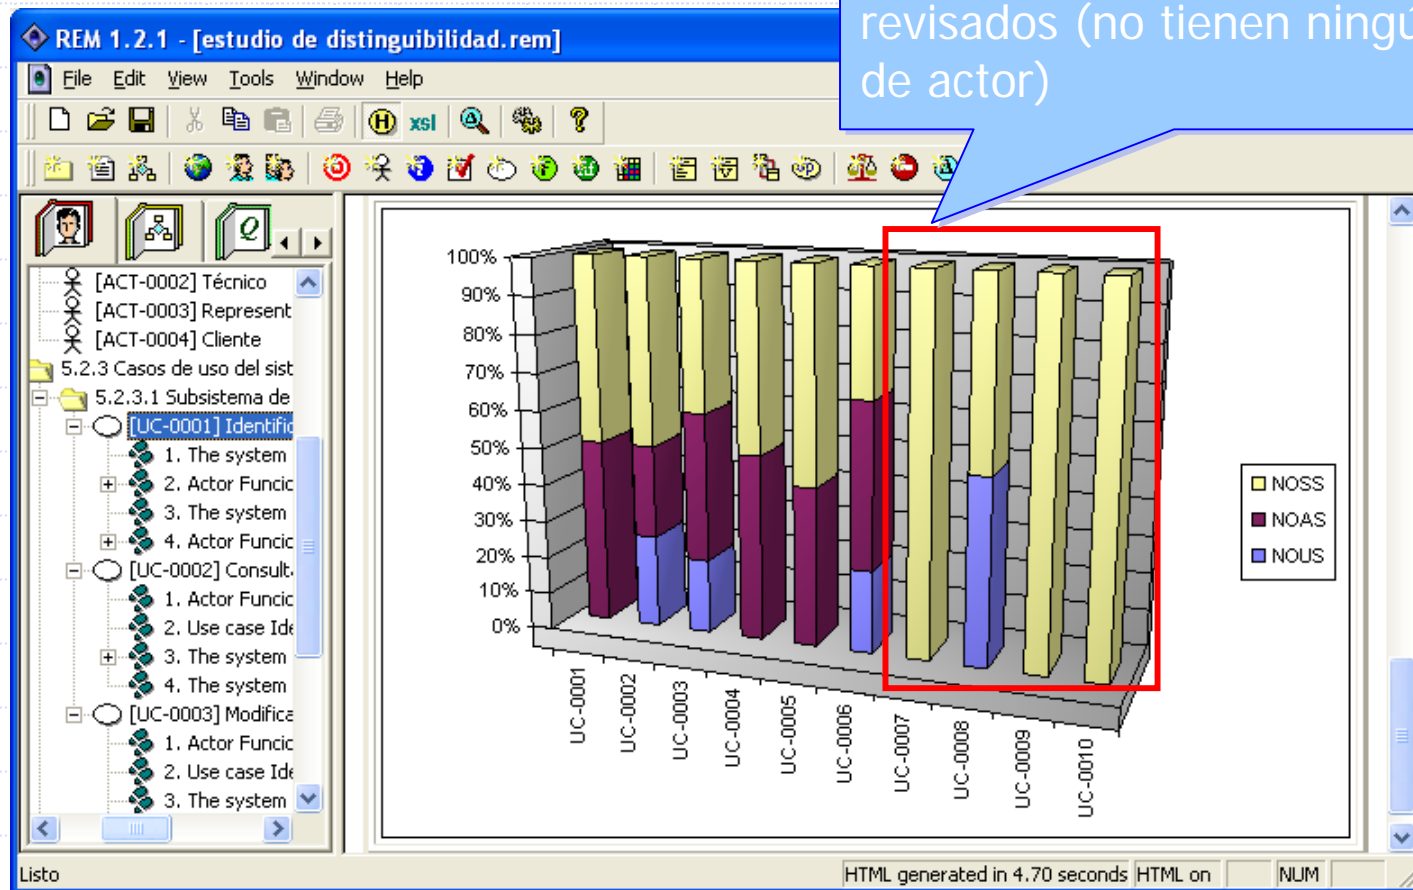 revisados (no tienen ningú
de actor)
REM 1.2.1 - [estudio de distinguibilidad.rem]
File Edit View Tools Window Help
H xsl
[ACT-0002] Técnico
[ACT-0003] Represent
[ACT-0004] Cliente
5.2.3 Casos de uso del sist
5.2.3.1 Subsistema de
[UC-0001] Identific
1. The system
2. Actor Funcic
3. The system
4. Actor Funcic
[UC-0002] Consult
1. Actor Funcic
2. Use case Ide
3. The system
4. The system
[UC-0003] Modifica
1. Actor Funcic
2. Use case Ide
3. The system
100%
90%
80%
70%
60%
50%
40%
30%
20%
10%
0%
UC-0001
UC-0002
UC-0003
UC-0004
UC-0005
UC-0006
UC-0007
UC-0008
UC-0009
UC-0010
NOSS
NOAS
NOUS
Listo
HTML generated in 4.70 seconds HTML on NUM